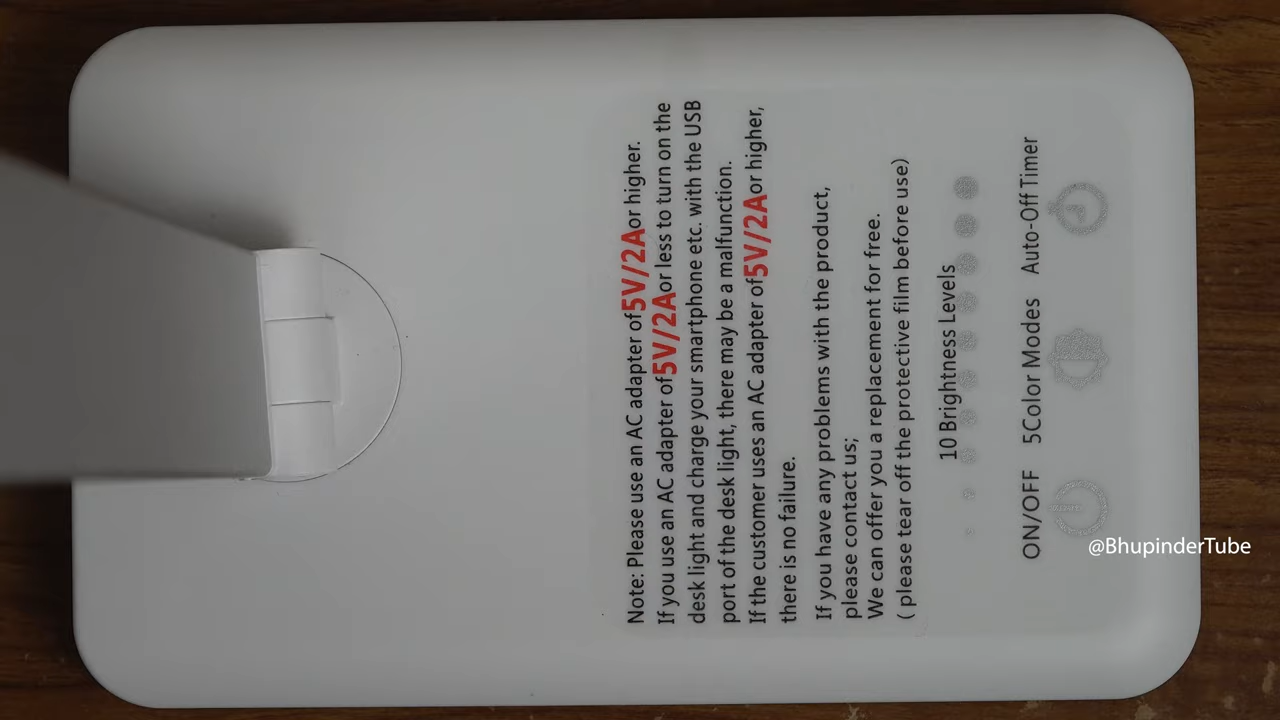 Note: Please use an AC adapter of 5V/2A or higher.
If you use an AC adapter of 5V/2A or less to turn on the
desk light and charge your smartphone etc. with the USB
port of the desk light, there may be a malfunction.
If the customer uses an AC adapter of 5V/2A or higher,
there is no failure.
If you have any problems with the product,
please contact us;
We can offer you a replacement for free.
( please tear off the protective film before use)
10 Brightness Levels
ON/OFF 5Color Modes Auto-Off Timer
@BhupinderTube